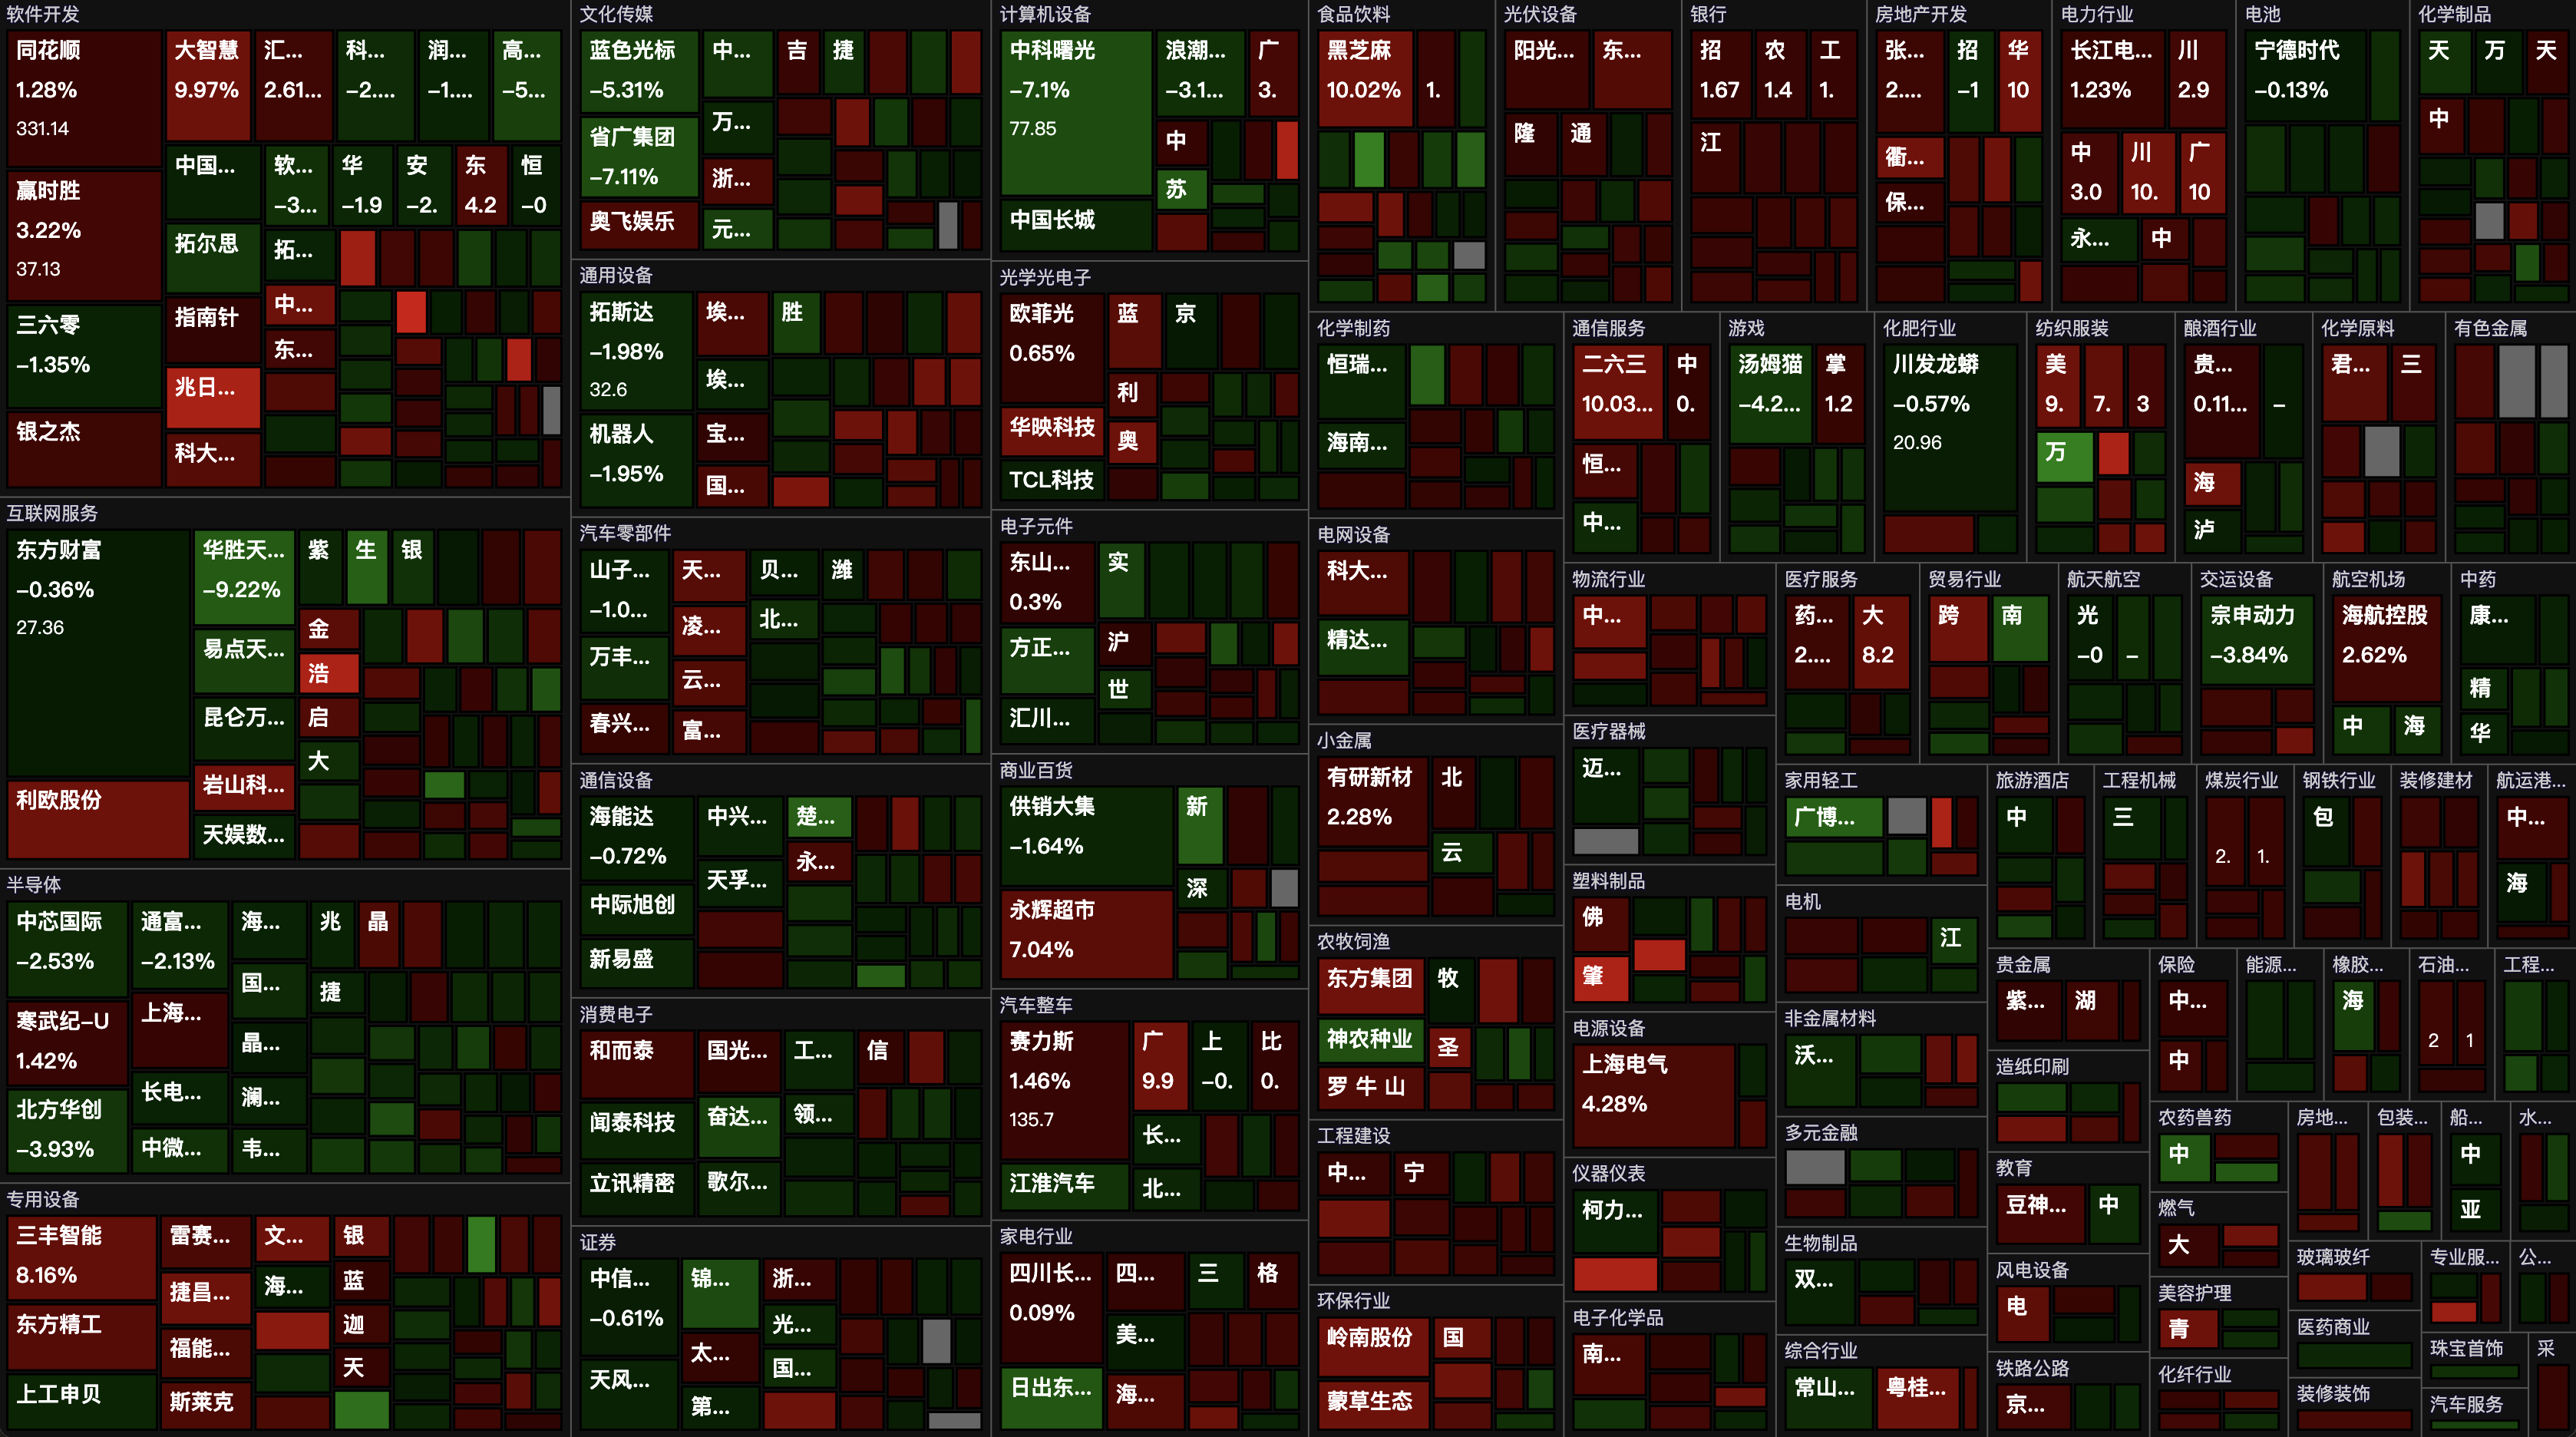 软件开发
同花顺
1.28%
331.14
大智慧
9.97%
汇...
2.61...
科...
-2....
润...
-1....
高...
-5...
赢时胜
3.22%
37.13
中国...
软...
-3...
华
-1.9
安
-2.
东
4.2
恒
-0
拓尔思
拓...
三六零
-1.35%
指南针
中...
东...
兆日...
银之杰
科大...
互联网服务
东方财富
-0.36%
27.36
华胜天...
-9.22%
紫
生
银
易点天...
金
浩
昆仑万...
启
大
利欧股份
岩山科...
天娱数...
半导体
中芯国际
-2.53%
通富...
-2.13%
海...
兆
晶
国...
捷
寒武纪-U
1.42%
上海...
晶...
北方华创
-3.93%
长电...
澜...
中微...
韦...
专用设备
三丰智能
8.16%
雷赛...
文...
银
捷昌...
海...
蓝
东方精工
福能...
迦
天
上工申贝
斯莱克
文化传媒
蓝色光标
-5.31%
中...
吉
捷
省广集团
-7.11%
万...
浙...
奥飞娱乐
元...
通用设备
拓斯达
-1.98%
32.6
埃...
胜
埃...
机器人
-1.95%
宝...
国...
汽车零部件
山子...
-1.0...
天...
贝...
潍
凌...
北...
万丰...
云...
春兴...
富...
通信设备
海能达
-0.72%
中兴...
楚...
永...
天孚...
中际旭创
新易盛
消费电子
和而泰
国光...
工...
信
闻泰科技
奋达...
领...
立讯精密
歌尔...
证券
中信...
-0.61%
锦...
浙...
光...
太...
国...
天风...
第...
计算机设备
中科曙光
-7.1%
77.85
浪潮...
-3.1...
广
3.
中
苏
中国长城
光学光电子
欧菲光
0.65%
蓝
京
利
华映科技
奥
TCL科技
电子元件
东山...
0.3%
实
方正...
沪
世
汇川...
商业百货
供销大集
-1.64%
新
深
永辉超市
7.04%
汽车整车
赛力斯
1.46%
135.7
广
9.9
上
-0.
比
0.
长...
江淮汽车
北...
家电行业
四川长...
0.09%
四...
三
格
美...
日出东...
海...
食品饮料
黑芝麻
10.02%
1.
光伏设备
阳光...
东...
隆
通
银行
招
1.67
农
1.4
工
1.
江
房地产开发
张...
2....
招
-1
华
10
衢...
保...
电力行业
长江电...
1.23%
川
2.9
中
3.0
川
10.
广
10
永...
中
电池
宁德时代
-0.13%
化学制品
天
万
天
中
化学制药
恒瑞...
海南...
通信服务
二六三
10.03...
中
0.
恒...
中...
游戏
汤姆猫
-4.2...
掌
1.2
化肥行业
川发龙蟒
-0.57%
20.96
纺织服装
美
9.
7.
3
万
酿酒行业
贵...
0.11...
-
海
泸
化学原料
君...
三
有色金属
电网设备
科大...
精达...
小金属
有研新材
2.28%
北
云
农牧饲渔
东方集团
牧
神农种业
圣
罗 牛 山
工程建设
中...
宁
环保行业
岭南股份
国
蒙草生态
物流行业
中...
医疗服务
药...
2....
大
8.2
贸易行业
跨
南
航天航空
光
-0
-
交运设备
宗申动力
-3.84%
航空机场
海航控股
2.62%
中
海
中药
康...
精
华
医疗器械
迈...
塑料制品
佛
肇
电源设备
上海电气
4.28%
仪器仪表
柯力...
电子化学品
南...
家用轻工
广博...
电机
江
非金属材料
沃...
多元金融
生物制品
双...
综合行业
常山...
粤桂...
旅游酒店
中
工程机械
三
煤炭行业
2.
1.
钢铁行业
包
装修建材
航运港...
中...
海
贵金属
紫...
湖
造纸印刷
教育
豆神...
中
风电设备
电
铁路公路
京...
保险
中...
中
能源...
橡胶...
海
石油...
2
1
工程...
农药兽药
中
燃气
大
美容护理
青
化纤行业
房地...
包装...
船...
中
亚
水...
玻璃玻纤
专业服...
公...
医药商业
珠宝首饰
采
装修装饰
汽车服务